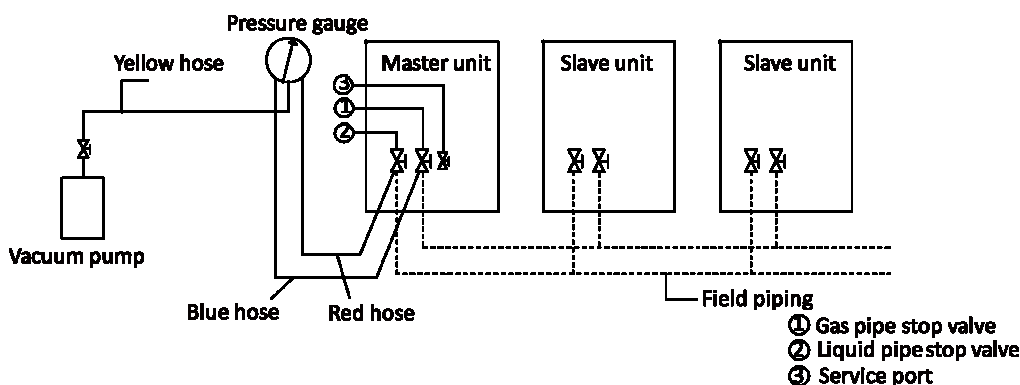 Pressure gauge
Yellow hose
Master unit
Slave unit
Slave unit
③
①
②
Vacuum pump
Blue hose
Red hose
Field piping
① Gas pipe stop valve
② Liquid pipe stop valve
③ Service port